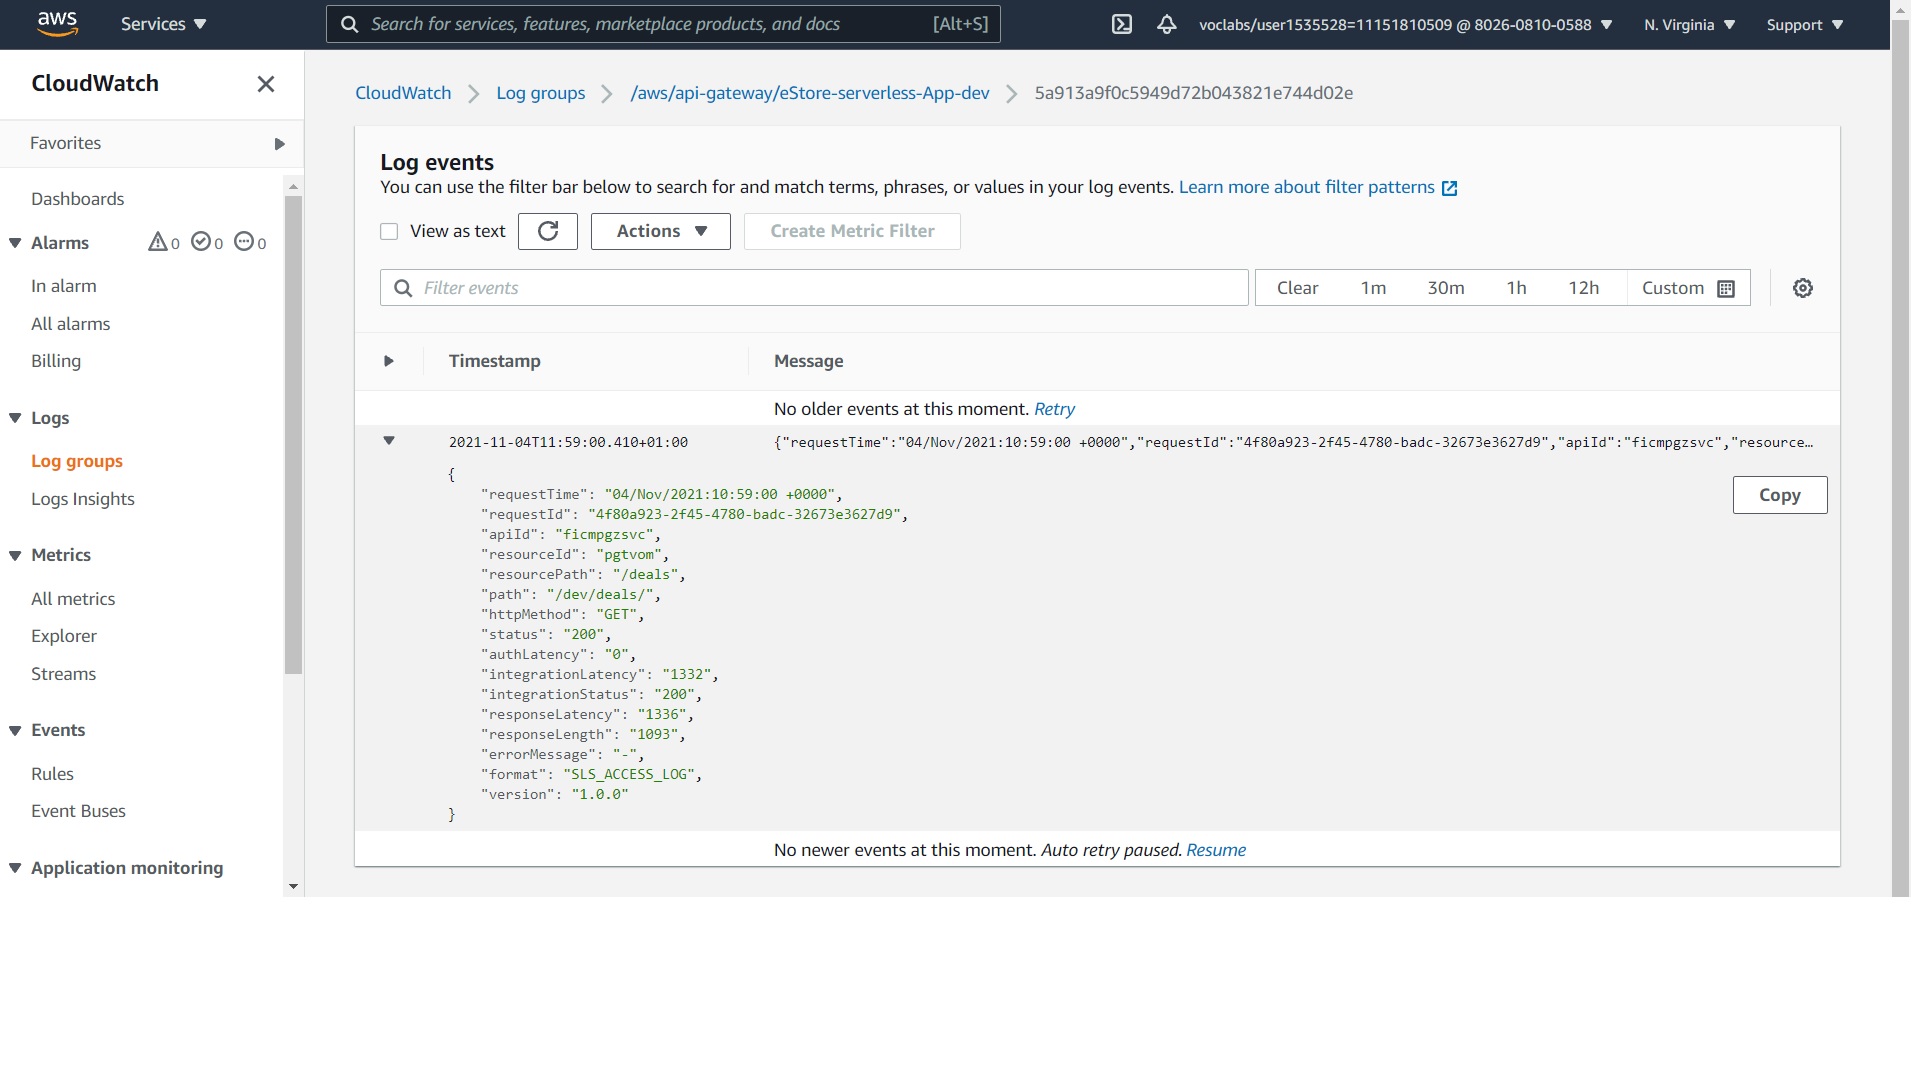 aws Services Search for services, features, marketplace products, and docs [Alt+S] voclabs/user1535528=11151810509 @ 8026-0810-0588 N. Virginia Support
CloudWatch
Favorites
Dashboards
Alarms 0 0 0
In alarm
All alarms
Billing
Logs
Log groups
Logs Insights
Metrics
All metrics
Explorer
Streams
Events
Rules
Event Buses
Application monitoring
CloudWatch Log groups /aws/api-gateway/eStore-serverless-App-dev 5a913a9f0c5949d72b043821e744d02e
Log events
You can use the filter bar below to search for and match terms, phrases, or values in your log events. Learn more about filter patterns
View as text Actions Create Metric Filter
Filter events Clear 1m 30m 1h 12h Custom
Timestamp Message
No older events at this moment. Retry
2021-11-04T11:59:00.410+01:00 {"requestTime":"04/Nov/2021:10:59:00 +0000","requestId":"4f80a923-2f45-4780-badc-32673e3627d9","apiId":"ficmpgzsvc","resource…
{
"requestTime": "04/Nov/2021:10:59:00 +0000",
"requestId": "4f80a923-2f45-4780-badc-32673e3627d9",
"apiId": "ficmpgzsvc",
"resourceId": "pgtvom",
"resourcePath": "/deals",
"path": "/dev/deals/",
"httpMethod": "GET",
"status": "200",
"authLatency": "0",
"integrationLatency": "1332",
"integrationStatus": "200",
"responseLatency": "1336",
"responseLength": "1093",
"errorMessage": "-",
"format": "SLS_ACCESS_LOG",
"version": "1.0.0"
}
Copy
No newer events at this moment. Auto retry paused. Resume